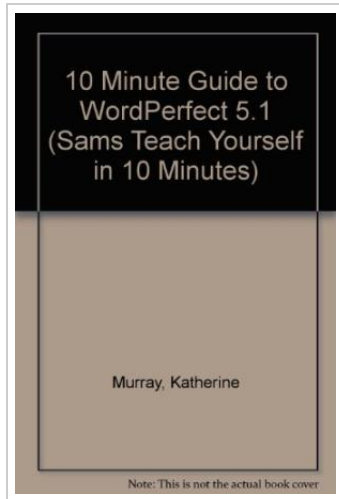 10 Minute Guide to
WordPerfect 5.1
(Sams Teach Yourself
in 10 Minutes)
Murray, Katherine
Note: This is not the actual book cover